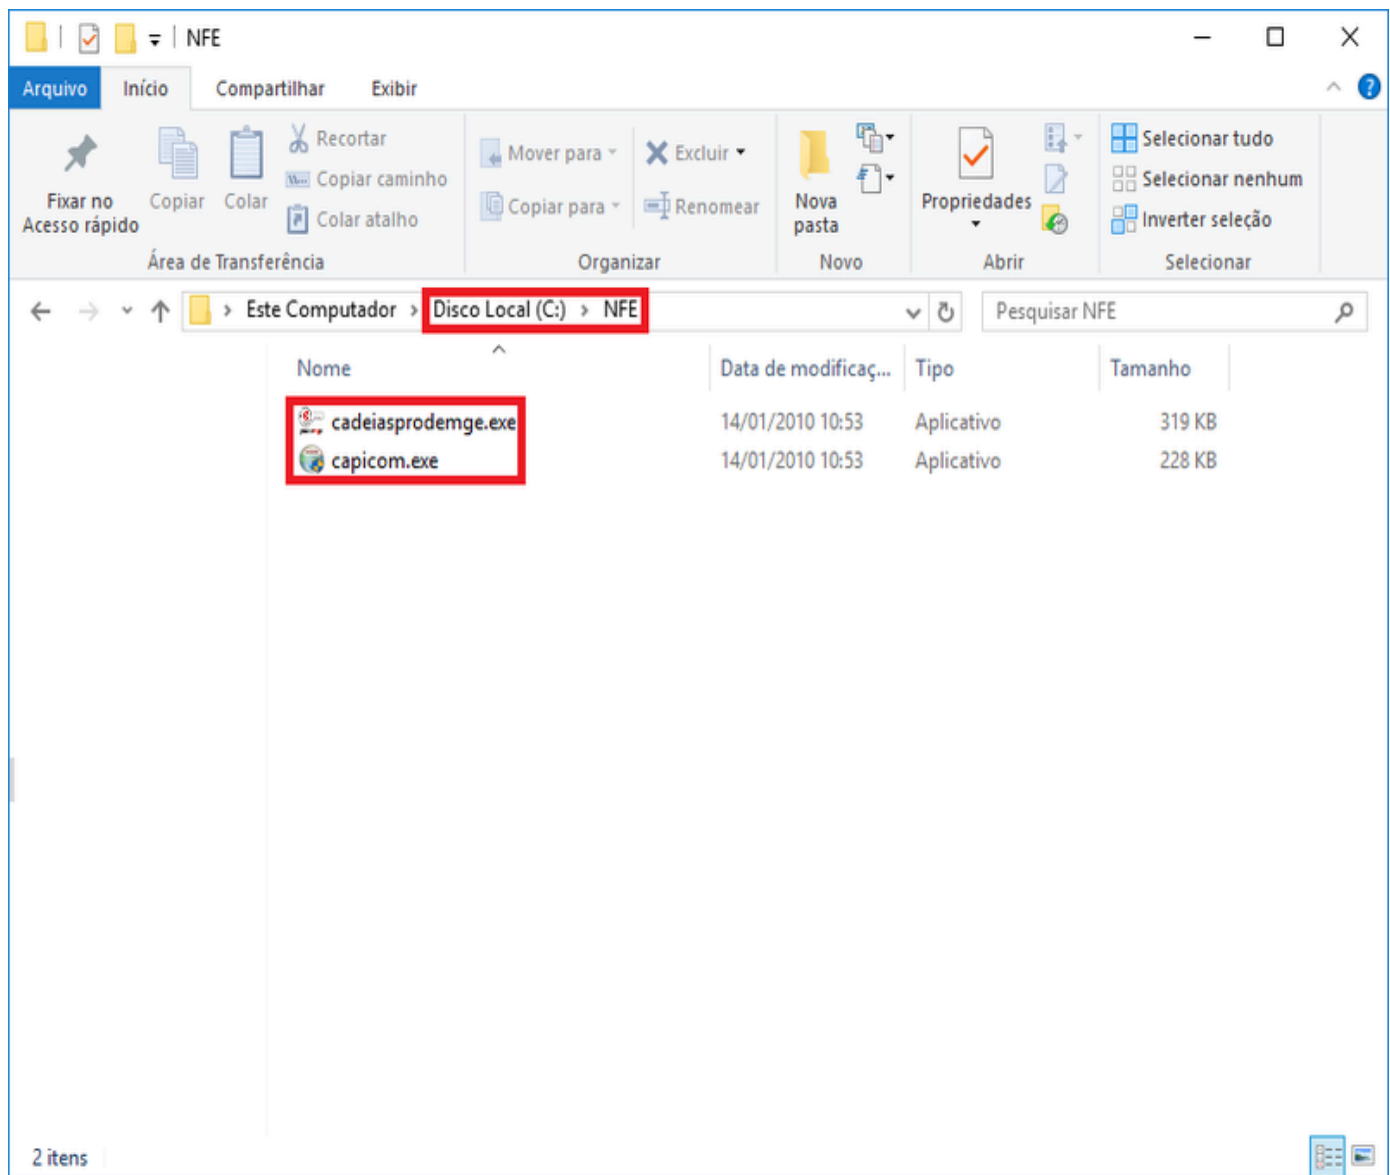 NFE
Arquivo Início Compartilhar Exibir
Fixar no Acesso rápido
Copiar
Colar
Recortar
Copiar caminho
Colar atalho
Área de Transferência
Mover para
Copiar para
Excluir
Renomear
Organizar
Nova pasta
Novo
Propriedades
Abrir
Selecionar tudo
Selecionar nenhum
Inverter seleção
Selecionar
Este Computador > Disco Local (C:) > NFE
Pesquisar NFE
Nome Data de modificaç... Tipo Tamanho
cadeiasprodemge.exe 14/01/2010 10:53 Aplicativo 319 KB
capicom.exe 14/01/2010 10:53 Aplicativo 228 KB
2 itens